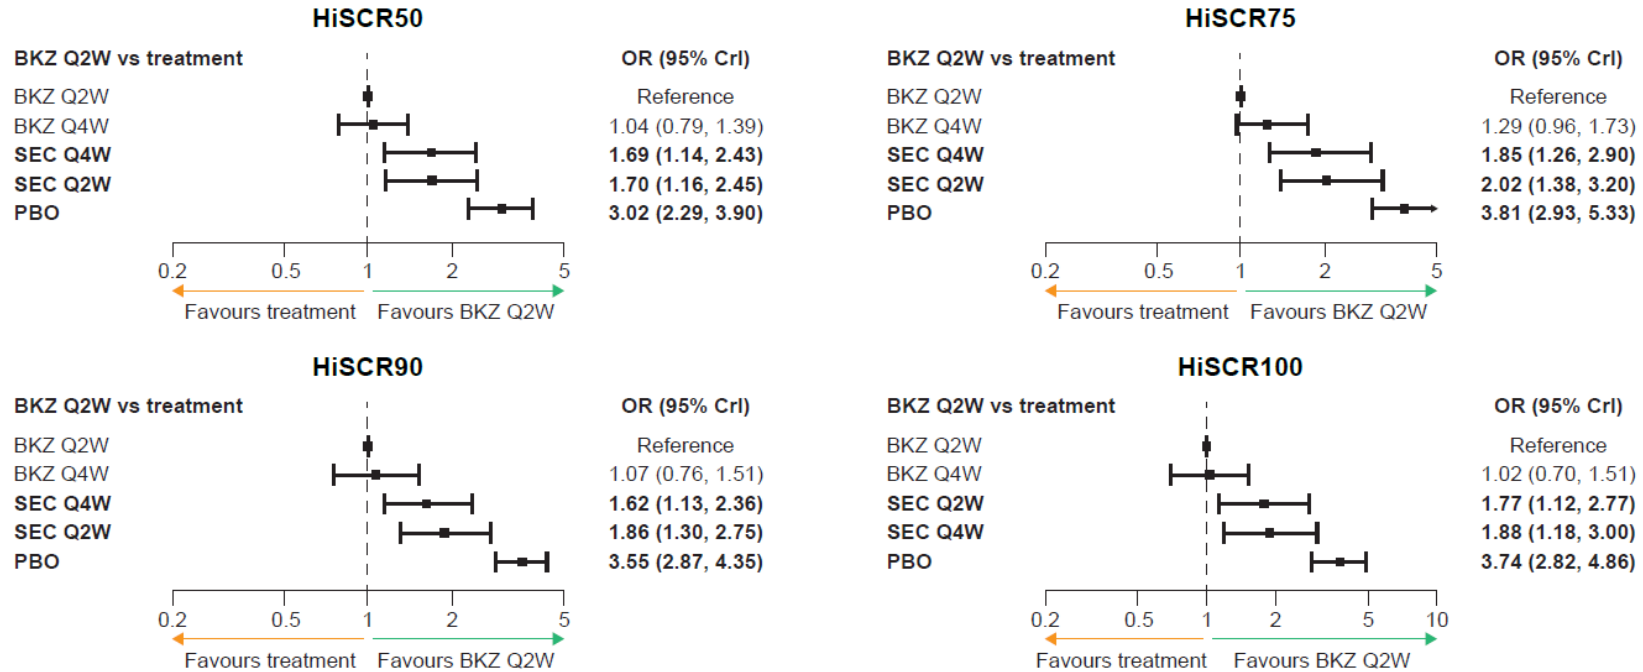 HiSCR50
BKZ Q2W vs treatment OR (95% Crl)
BKZ Q2W Reference
BKZ Q4W 1.04 (0.79, 1.39)
SEC Q4W 1.69 (1.14, 2.43)
SEC Q2W 1.70 (1.16, 2.45)
PBO 3.02 (2.29, 3.90)
0.2 0.5 1 2 5
Favours treatment Favours BKZ Q2W
HiSCR75
BKZ Q2W vs treatment OR (95% Crl)
BKZ Q2W Reference
BKZ Q4W 1.29 (0.96, 1.73)
SEC Q4W 1.85 (1.26, 2.90)
SEC Q2W 2.02 (1.38, 3.20)
PBO 3.81 (2.93, 5.33)
0.2 0.5 1 2 5
Favours treatment Favours BKZ Q2W
HiSCR90
BKZ Q2W vs treatment OR (95% Crl)
BKZ Q2W Reference
BKZ Q4W 1.07 (0.76, 1.51)
SEC Q4W 1.62 (1.13, 2.36)
SEC Q2W 1.86 (1.30, 2.75)
PBO 3.55 (2.87, 4.35)
0.2 0.5 1 2 5
Favours treatment Favours BKZ Q2W
HiSCR100
BKZ Q2W vs treatment OR (95% Crl)
BKZ Q2W Reference
BKZ Q4W 1.02 (0.70, 1.51)
SEC Q2W 1.77 (1.12, 2.77)
SEC Q4W 1.88 (1.18, 3.00)
PBO 3.74 (2.82, 4.86)
0.2 0.5 1 2 5 10
Favours treatment Favours BKZ Q2W